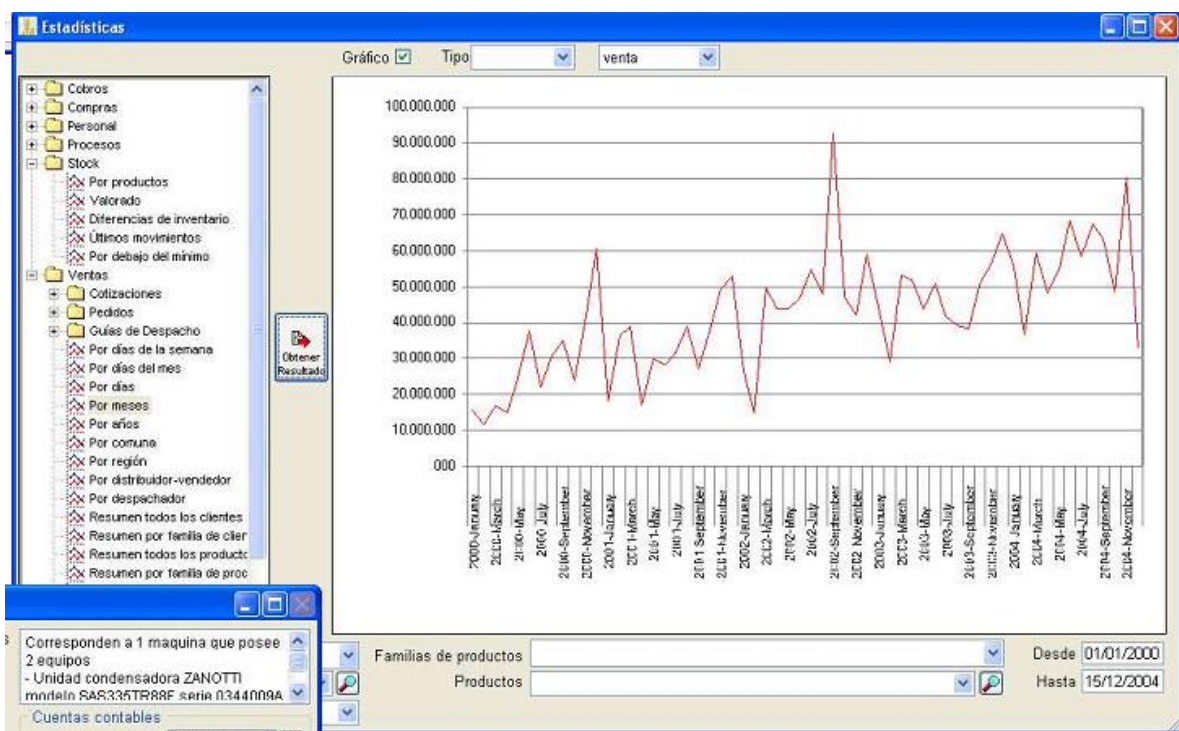 Estadísticas
Gráfico Tipo venta
Cobros
Compras
Personal
Procesos
Stock
Por productos
Valorado
Diferencias de inventario
Últimos movimientos
Por debajo del mínimo
Ventas
Cotizaciones
Pedidos
Guías de Despacho
Por días de la semana
Por días del mes
Por días
Por meses
Por años
Por comuna
Por región
Por distribuidor-vendedor
Por despachador
Resumen todos los clientes
Resumen por familia de clier
Resumen todos los producto
Resumen por familia de proc
Obtener
Resultado
100.000.000
90.000.000
80.000.000
70.000.000
60.000.000
50.000.000
40.000.000
30.000.000
20.000.000
10.000.000
000
2000-January
2000-March
2000-May
2000-July
2000-September
2000-November
2001-January
2001-March
2001-May
2001-July
2001-September
2001-November
2002-January
2002-March
2002-May
2002-July
2002-September
2002-November
2003-January
2003-March
2003-May
2003-July
2003-September
2003-November
2004-January
2004-March
2004-May
2004-July
2004-September
2004-November
Familias de productos
Productos
Desde 01/01/2000
Hasta 15/12/2004
Corresponden a 1 maquina que posee
2 equipos
- Unidad condensadora ZANOTTI
modelo SAS335TR88F serie 0344009A
Cuentas contables